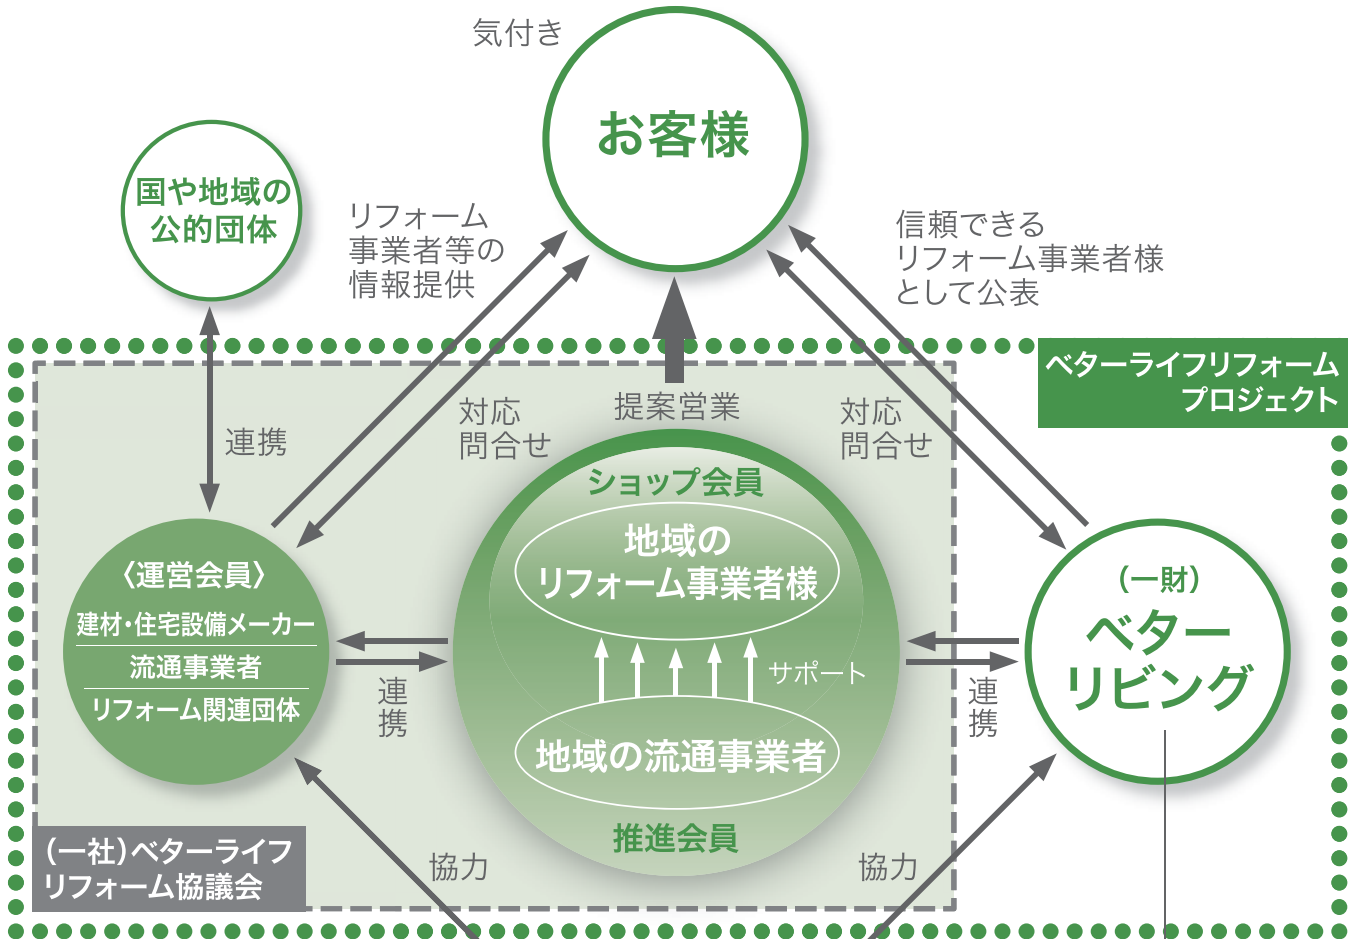 気付き
お客様
国や地域の
公的団体
リフォーム
事業者等の
情報提供
信頼できる
リフォーム事業者様
として公表
ベターライフリフォーム
プロジェクト
連携
対応
問合せ
提案営業
対応
問合せ
ショップ会員
地域の
リフォーム事業者様
サポート
地域の流通事業者
推進会員
〈運営会員〉
建材・住宅設備メーカー
流通事業者
リフォーム関連団体
連
携
連
携
（一財）
ベター
リビング
（一社）ベターライフ
リフォーム協議会
協力
協力